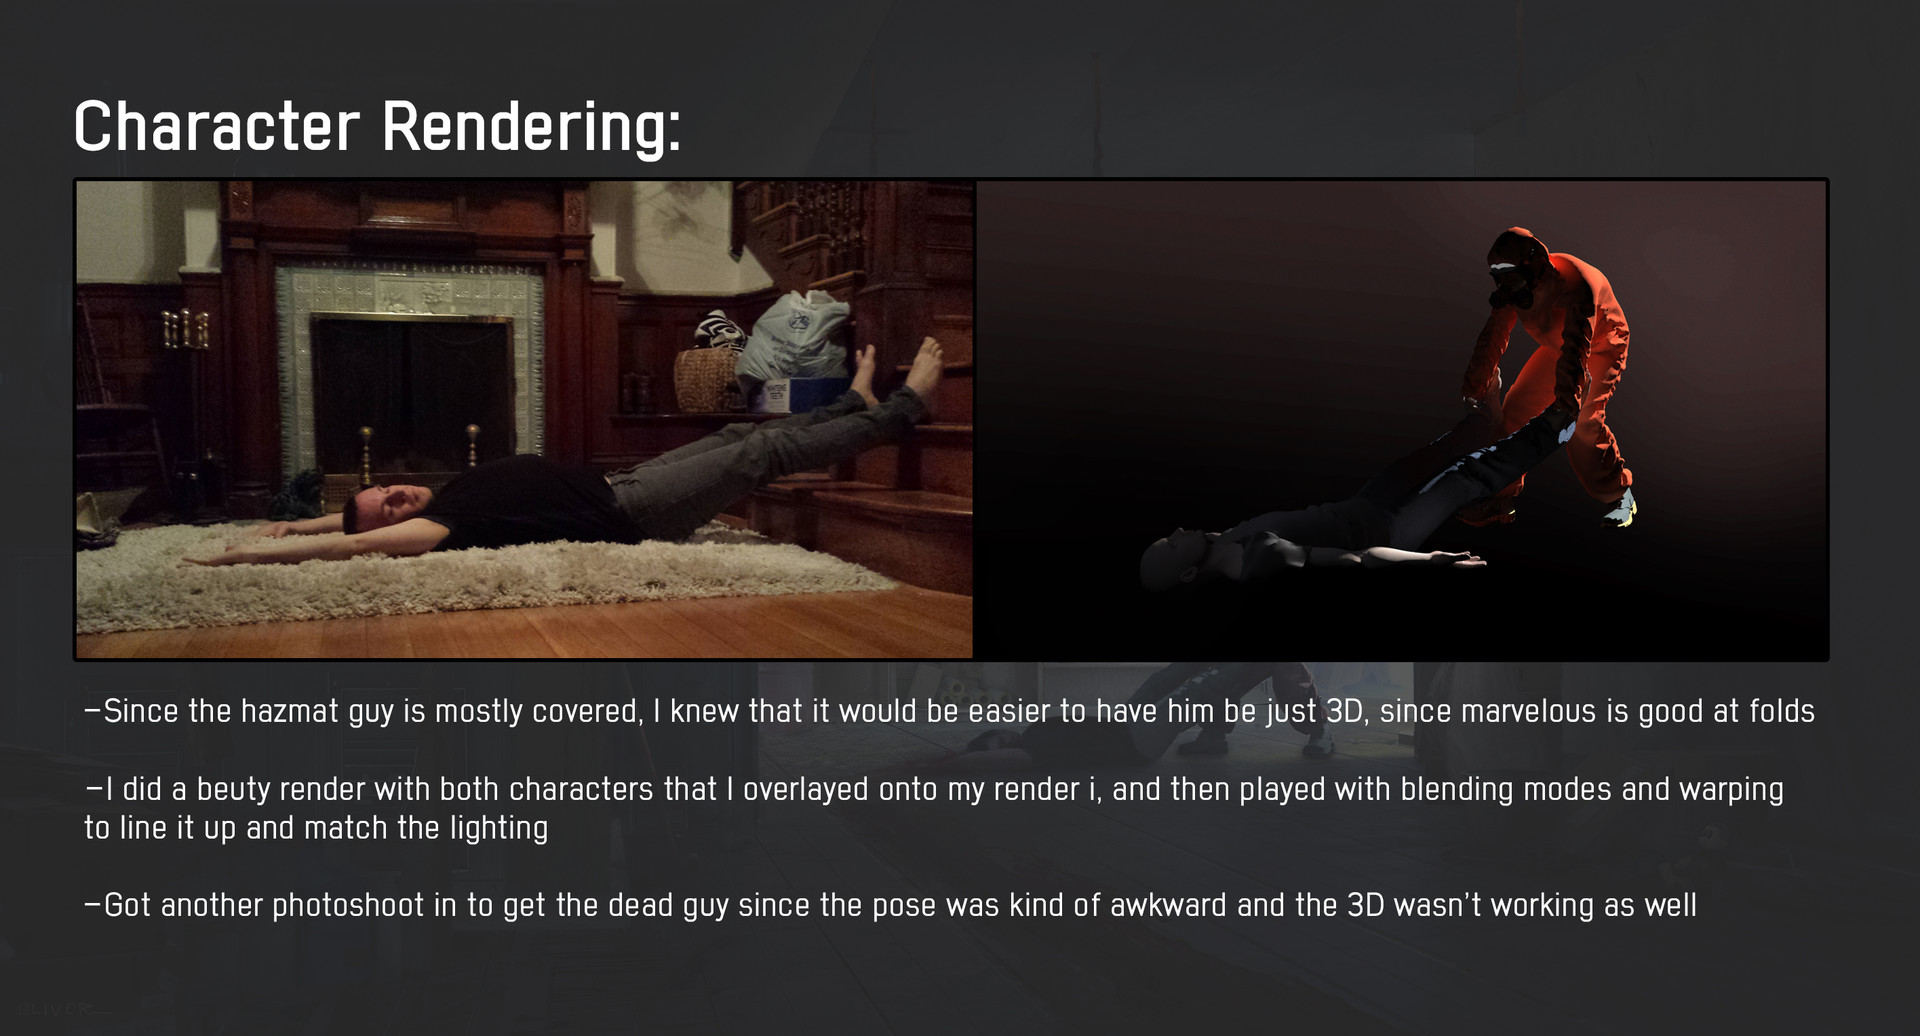 Character Rendering:
–Since the hazmat guy is mostly covered, I knew that it would be easier to have him be just 3D, since marvelous is good at folds
–I did a beuty render with both characters that I overlayed onto my render i, and then played with blending modes and warping
to line it up and match the lighting
–Got another photoshoot in to get the dead guy since the pose was kind of awkward and the 3D wasn't working as well